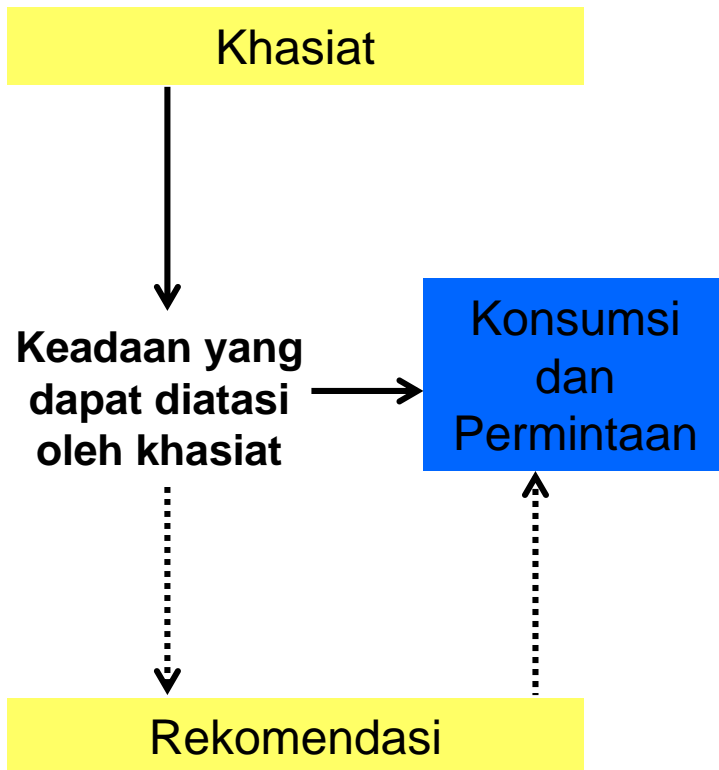 Khasiat
Keadaan yang
dapat diatasi
oleh khasiat
Konsumsi
dan
Permintaan
Rekomendasi